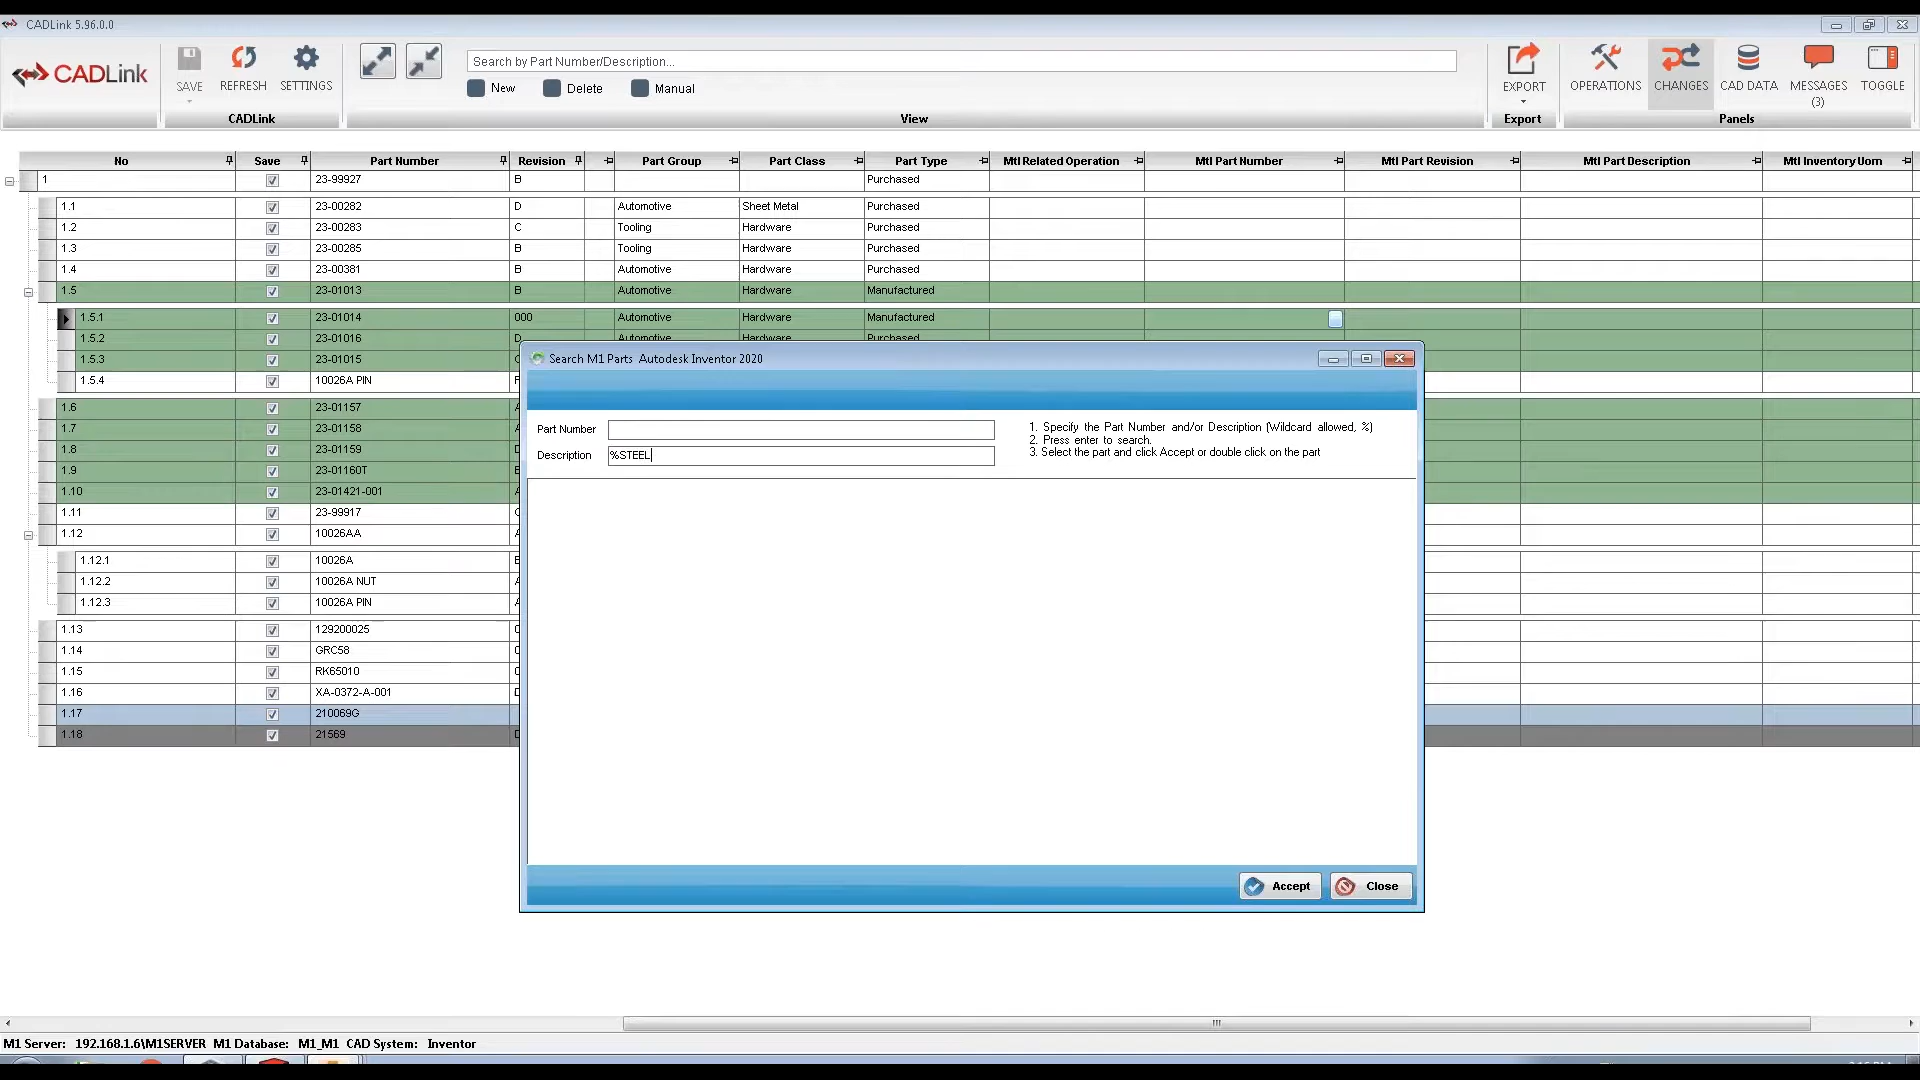 CADLink 5.96.0.0
CADLink
SAVE
REFRESH
SETTINGS
CADLink
Search by Part Number/Description...
New Delete Manual
View
EXPORT
Export
OPERATIONS CHANGES CAD DATA MESSAGES (3) TOGGLE
Panels
No Save Part Number Revision Part Group Part Class Part Type Mtl Related Operation Mtl Part Number Mtl Part Revision Mtl Part Description Mtl Inventory Uom
1 23-99927 B Purchased
1.1 23-00282 D Automotive Sheet Metal Purchased
1.2 23-00283 C Tooling Hardware Purchased
1.3 23-00285 B Tooling Hardware Purchased
1.4 23-00381 B Automotive Hardware Purchased
1.5 23-01013 B Automotive Hardware Manufactured
1.5.1 23-01014 000 Automotive Hardware Manufactured
1.5.2 23-01016 D Automotive Hardware Purchased
1.5.3 23-01015
1.5.4 10026A PIN
1.6 23-01157
1.7 23-01158
1.8 23-01159
1.9 23-01160T
1.10 23-01421-001
1.11 23-99917
1.12 10026AA
1.12.1 10026A
1.12.2 10026A NUT
1.12.3 10026A PIN
1.13 129200025
1.14 GRC58
1.15 RK65010
1.16 XA-0372-A-001
1.17 210069G
1.18 21569
Search M1 Parts Autodesk Inventor 2020
Part Number
Description %STEEL
1. Specify the Part Number and/or Description (Wildcard allowed, %)
2. Press enter to search.
3. Select the part and click Accept or double click on the part
Accept Close
M1 Server: 192.168.1.6\M1SERVER M1 Database: M1_M1 CAD System: Inventor